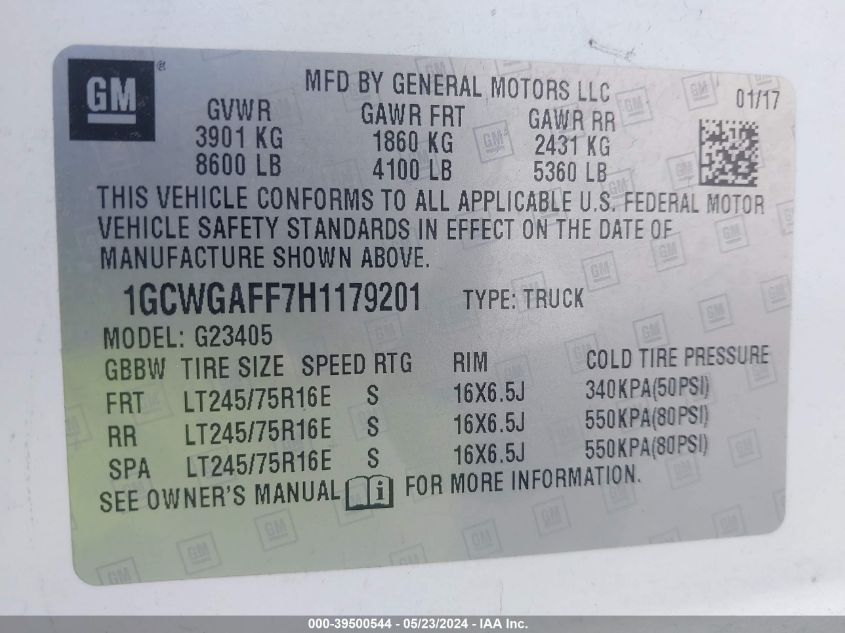 GM ®
MFD BY GENERAL MOTORS LLC
01/17
GVWR GAWR FRT GAWR RR
3901 KG 1860 KG 2431 KG
8600 LB 4100 LB 5360 LB
THIS VEHICLE CONFORMS TO ALL APPLICABLE U.S. FEDERAL MOTOR
VEHICLE SAFETY STANDARDS IN EFFECT ON THE DATE OF
MANUFACTURE SHOWN ABOVE.
1GCWGAFF7H1179201 TYPE: TRUCK
MODEL: G23405
GBBW TIRE SIZE SPEED RTG RIM COLD TIRE PRESSURE
FRT LT245/75R16E S 16X6.5J 340KPA(50PSI)
RR LT245/75R16E S 16X6.5J 550KPA(80PSI)
SPA LT245/75R16E S 16X6.5J 550KPA(80PSI)
SEE OWNER'S MANUAL i FOR MORE INFORMATION.
000-39500544 - 05/23/2024 - IAA Inc.